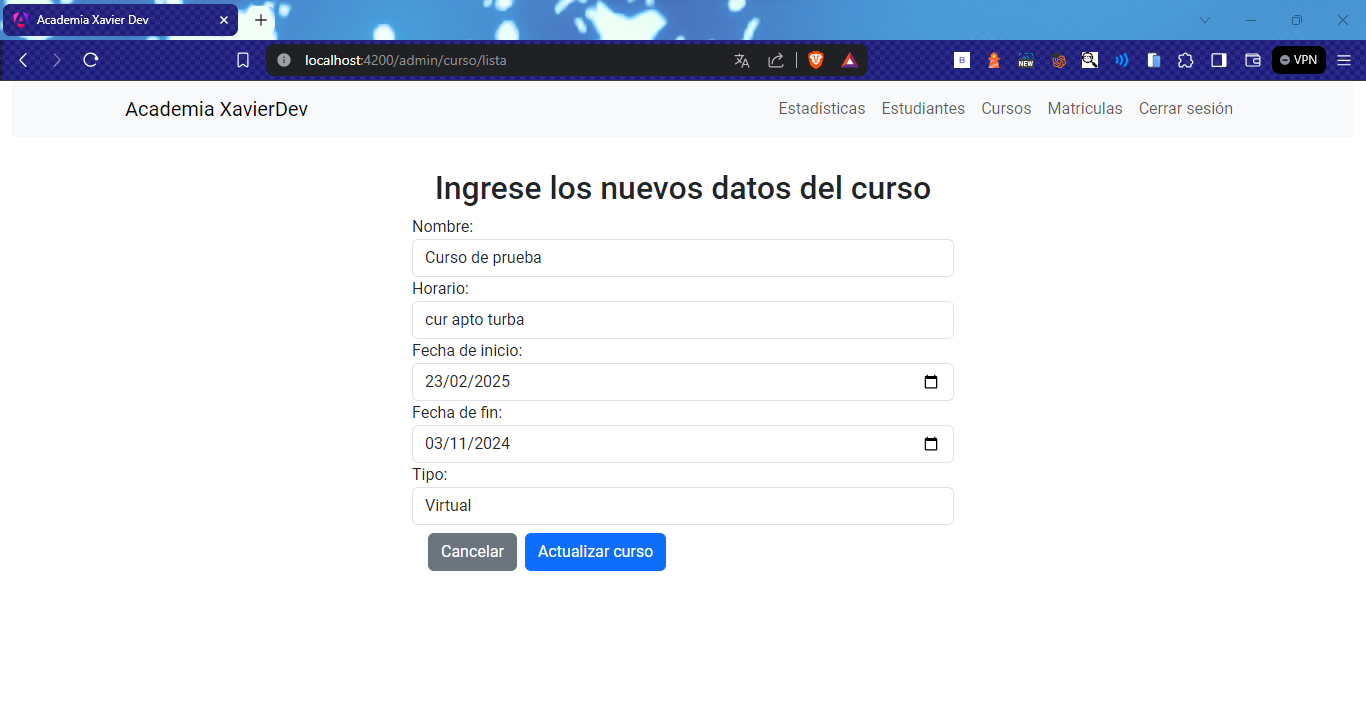 Academia Xavier Dev
localhost:4200/admin/curso/lista
NEW
B
VPN
Academia XavierDev
Estadísticas Estudiantes Cursos Matriculas Cerrar sesión
Ingrese los nuevos datos del curso
Nombre:
Curso de prueba
Horario:
cur apto turba
Fecha de inicio:
23/02/2025
Fecha de fin:
03/11/2024
Tipo:
Virtual
Cancelar Actualizar curso